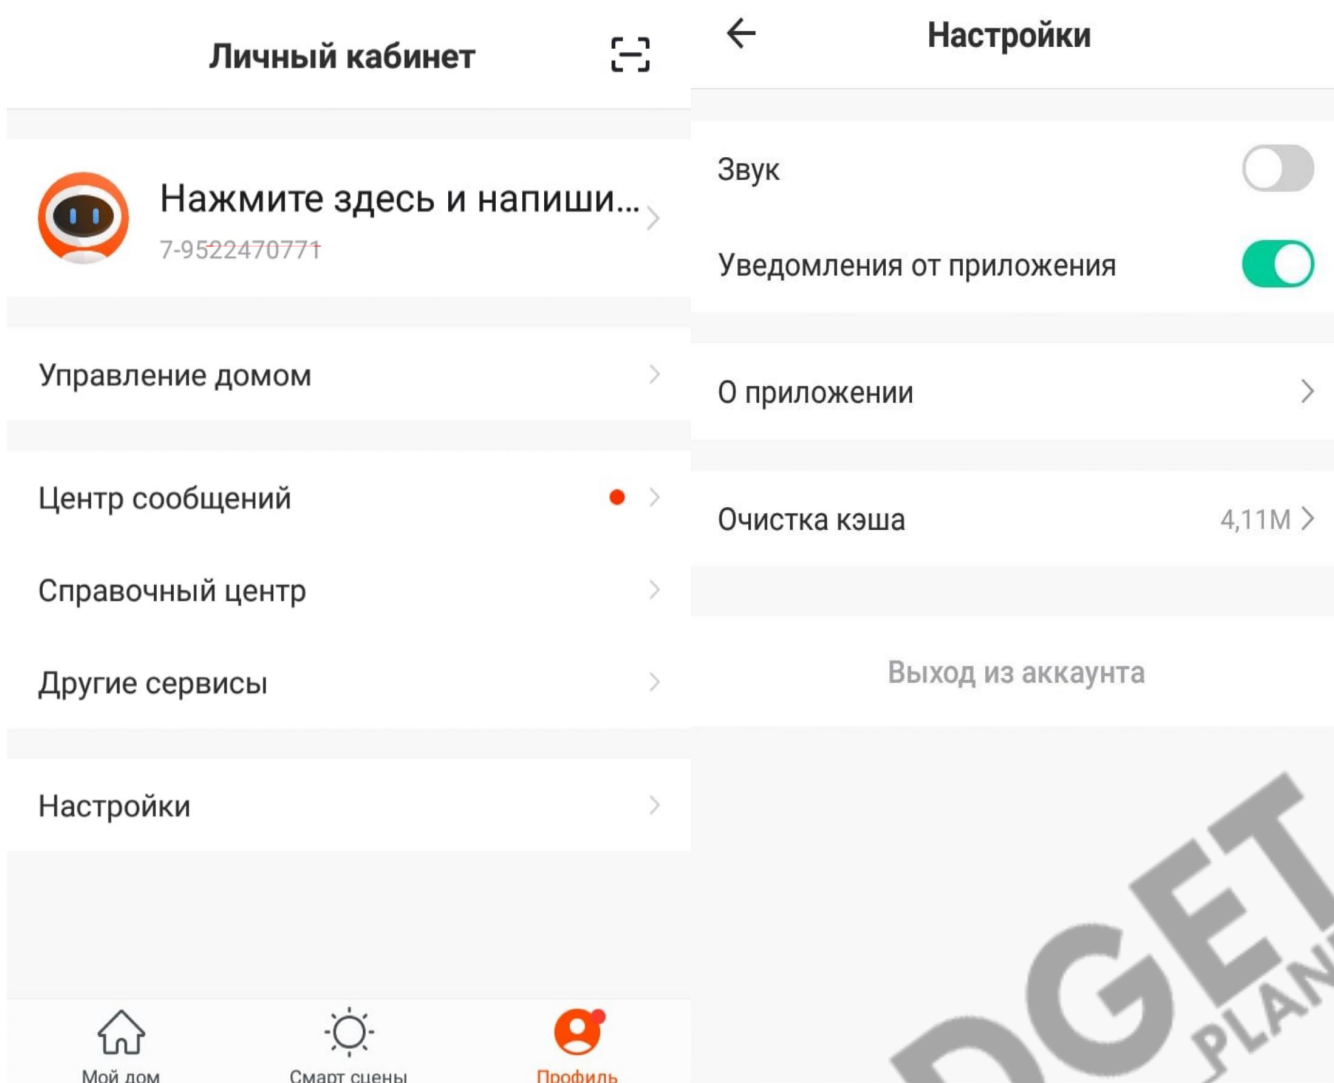 Личный кабинет
Нажмите здесь и напиши...
7-9522470771
Управление домом
Центр сообщений
Справочный центр
Другие сервисы
Настройки
Мой дом
Смарт сцены
Профиль
Настройки
Звук
Уведомления от приложения
О приложении
Очистка кэша
4,11M
Выход из аккаунта
DGET
PLAN